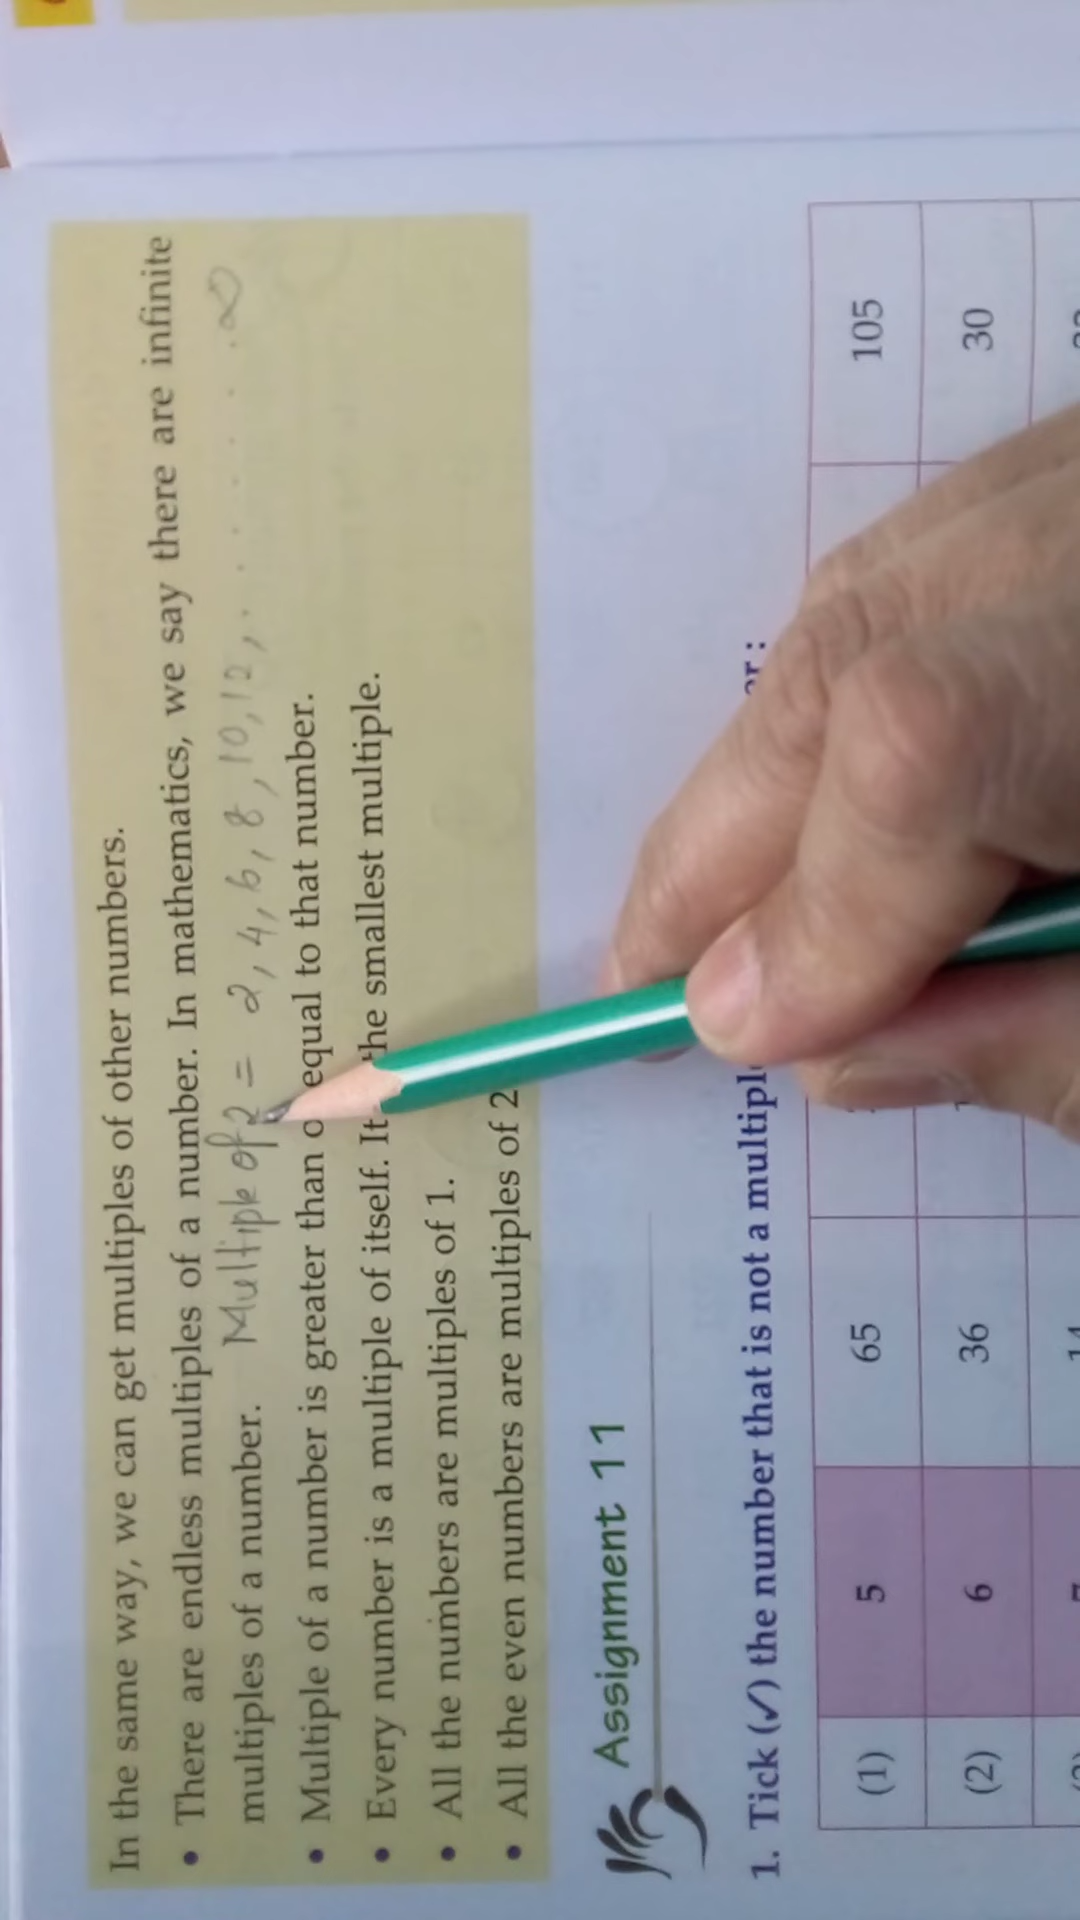 In the same way, we can get multiples of other numbers.
• There are endless multiples of a number. In mathematics, we say there are infinite
multiples of a number. Multiple of 2 = 2, 4, 6, 8, 10, 12, . . . . . . . ∞
• Multiple of a number is greater than equal to that number.
• Every number is a multiple of itself. It the smallest multiple.
• All the numbers are multiples of 1.
• All the even numbers are multiples of 2
Assignment 11
1. Tick (✓) the number that is not a
(1) 5 65 105
(2) 6 36 30